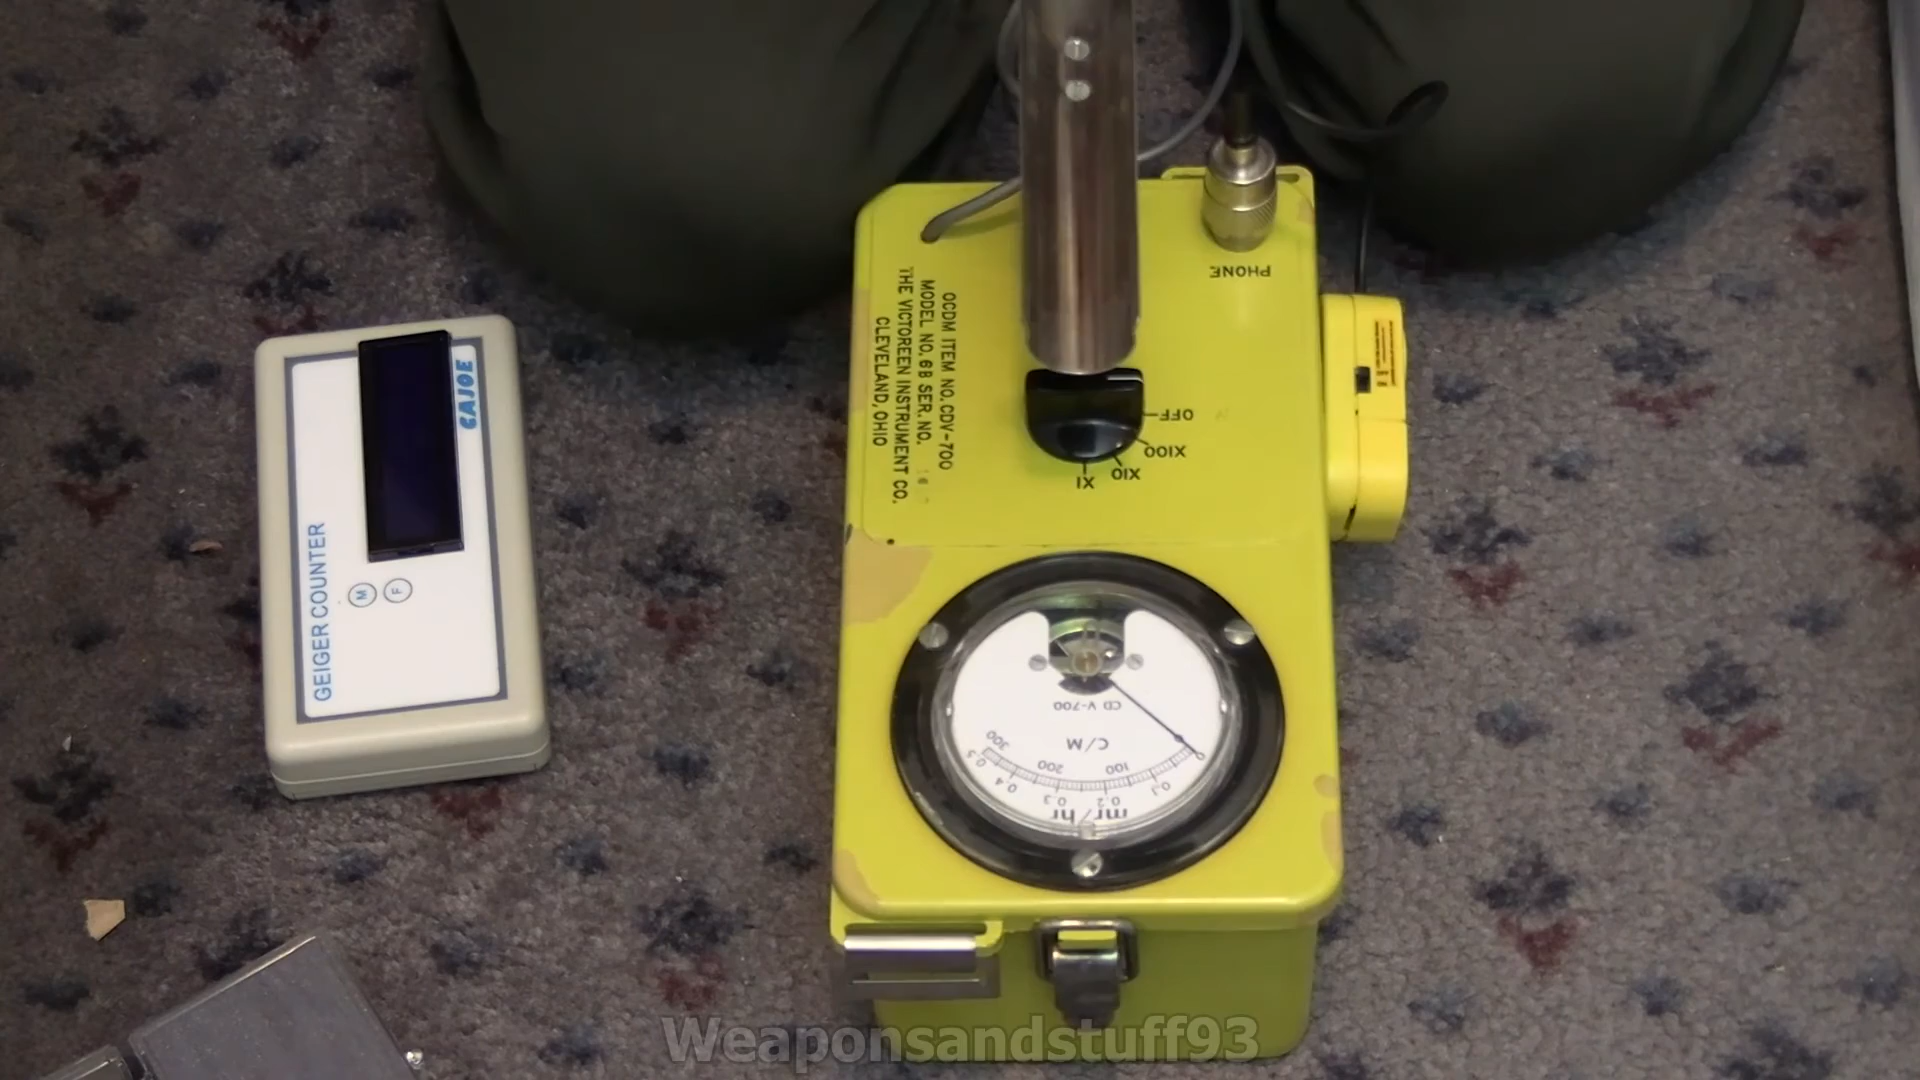 GEIGER COUNTER
M
F
CAJOE
OCDM ITEM NO. CDV-700
MODEL NO. 6B SER. NO.
THE VICTOREEN INSTRUMENT CO.
CLEVELAND, OHIO
PHONE
OFF
X100
X10
X1
CD V-700
C/M
0 100 200 300
0.1 0.2 0.3 0.4 0.5
mr/hr
Weaponsandstuff93